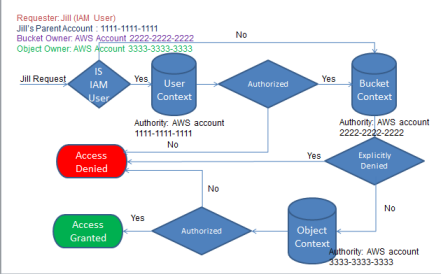 Requester: Jill (IAM User)
Jill's Parent Account : 1111-1111-1111
Bucket Owner: AWS Account 2222-2222-2222
Object Owner: AWS Account 3333-3333-3333
No
Jill Request
IS
IAM
User
Yes
User
Context
Authorized
Yes
Bucket
Context
Authority: AWS account
1111-1111-1111
Authority: AWS account
2222-2222-2222
No
Access
Denied
Yes
Explicitly
Denied
No
No
Access
Granted
Yes
Authorized
Object
Context
Authority: AWS account
3333-3333-3333